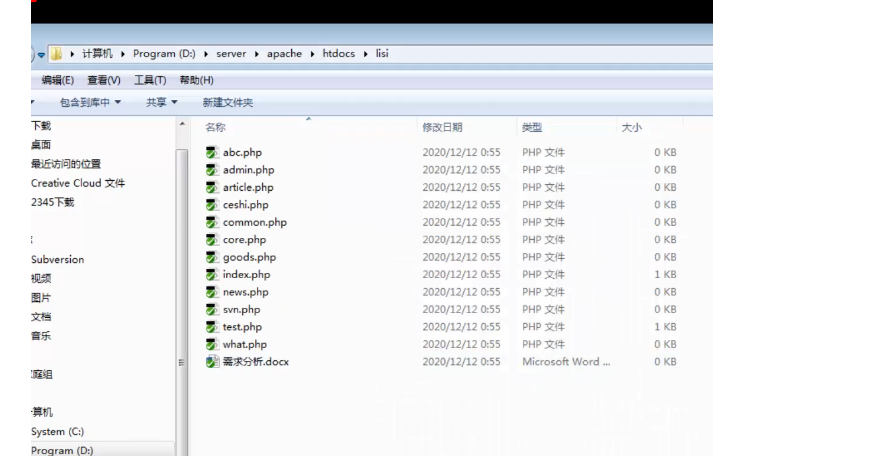 计算机 Program (D:) server apache htdocs lisi
编辑(E) 查看(V) 工具(T) 帮助(H)
包含到库中 共享 新建文件夹
下载
桌面
最近访问的位置
Creative Cloud 文件
2345下载
Subversion
视频
图片
文档
音乐
家庭组
计算机
System (C:)
Program (D:)
名称 修改日期 类型 大小
abc.php 2020/12/12 0:55 PHP 文件 0 KB
admin.php 2020/12/12 0:55 PHP 文件 0 KB
article.php 2020/12/12 0:55 PHP 文件 0 KB
ceshi.php 2020/12/12 0:55 PHP 文件 0 KB
common.php 2020/12/12 0:55 PHP 文件 0 KB
core.php 2020/12/12 0:55 PHP 文件 0 KB
goods.php 2020/12/12 0:55 PHP 文件 0 KB
index.php 2020/12/12 0:55 PHP 文件 1 KB
news.php 2020/12/12 0:55 PHP 文件 0 KB
svn.php 2020/12/12 0:55 PHP 文件 0 KB
test.php 2020/12/12 0:55 PHP 文件 1 KB
what.php 2020/12/12 0:55 PHP 文件 0 KB
需求分析.docx 2020/12/12 0:55 Microsoft Word ... 0 KB